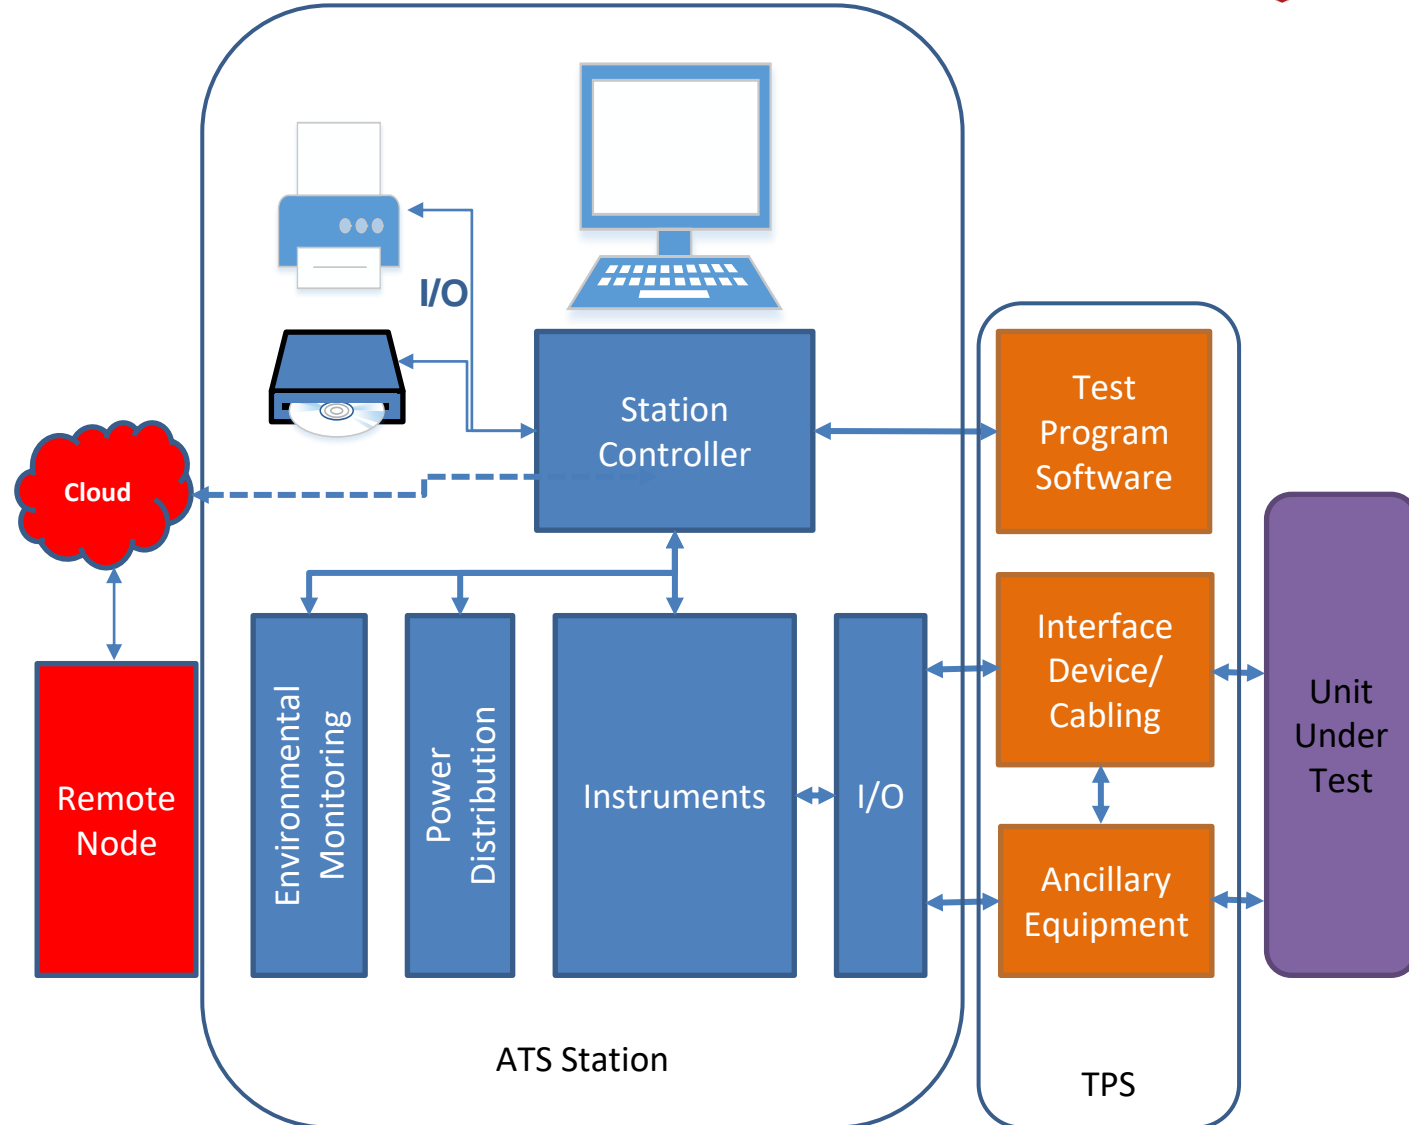 I/O
Station
Controller
Test
Program
Software
Cloud
Remote
Node
Environmental
Monitoring
Power
Distribution
Instruments
I/O
Interface
Device/
Cabling
Ancillary
Equipment
Unit
Under
Test
ATS Station
TPS